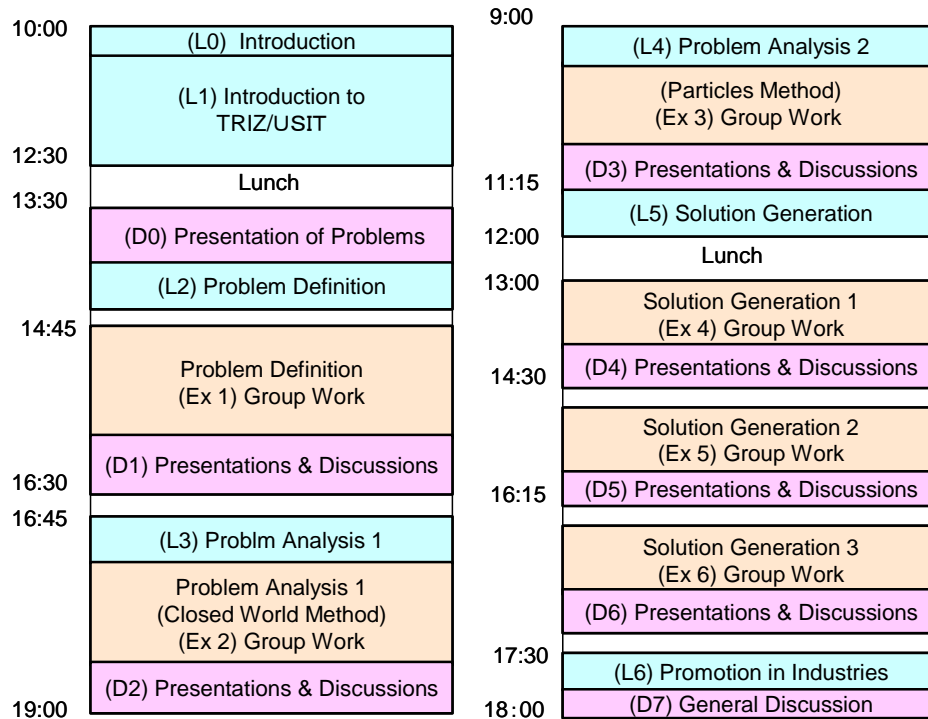 10:00
(L0) Introduction
(L1) Introduction to
TRIZ/USIT
12:30
Lunch
13:30
(D0) Presentation of Problems
(L2) Problem Definition
14:45
Problem Definition
(Ex 1) Group Work
(D1) Presentations & Discussions
16:30
16:45
(L3) Problm Analysis 1
Problem Analysis 1
(Closed World Method)
(Ex 2) Group Work
(D2) Presentations & Discussions
19:00
9:00
(L4) Problem Analysis 2
(Particles Method)
(Ex 3) Group Work
(D3) Presentations & Discussions
11:15
(L5) Solution Generation
12:00
Lunch
13:00
Solution Generation 1
(Ex 4) Group Work
(D4) Presentations & Discussions
14:30
Solution Generation 2
(Ex 5) Group Work
(D5) Presentations & Discussions
16:15
Solution Generation 3
(Ex 6) Group Work
(D6) Presentations & Discussions
17:30
(L6) Promotion in Industries
(D7) General Discussion
18:00